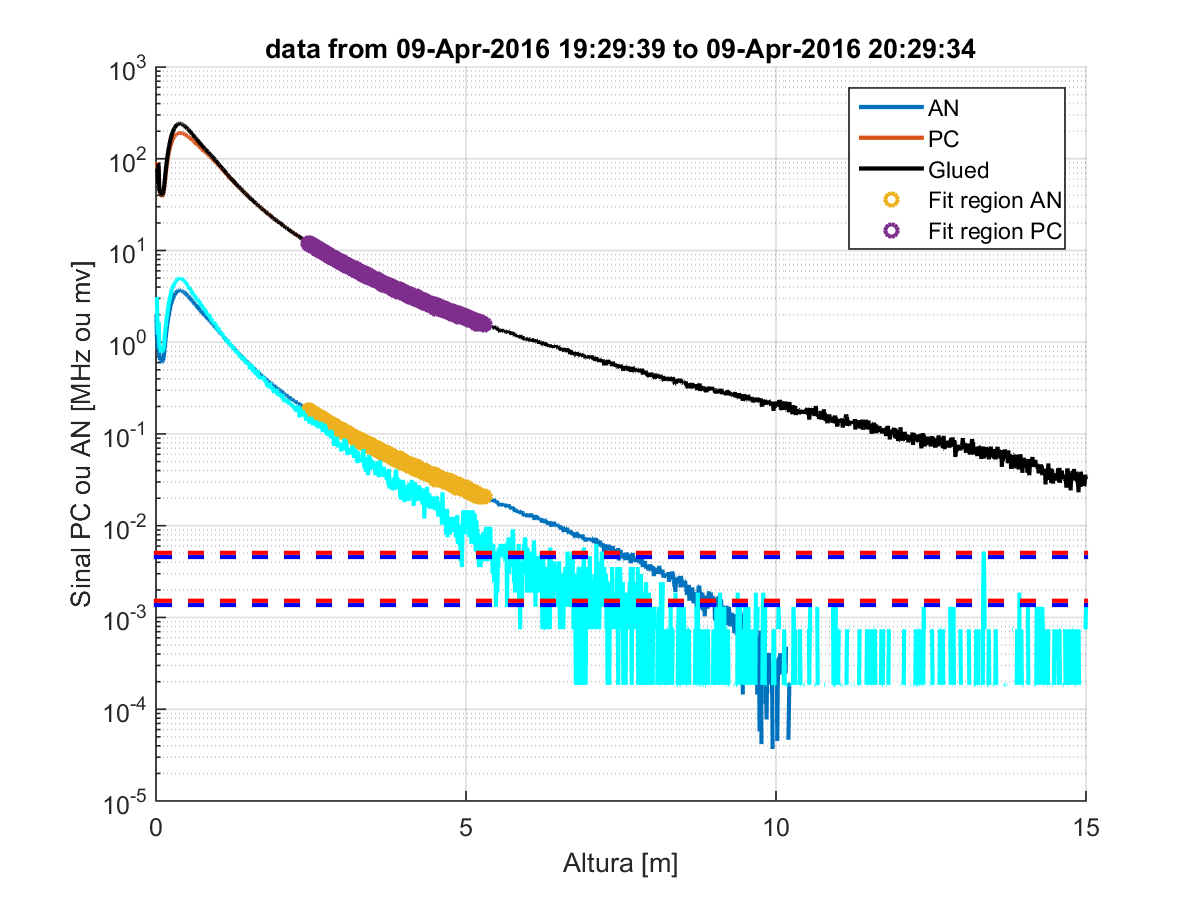 data from 09-Apr-2016 19:29:39 to 09-Apr-2016 20:29:34
10^3
10^2
10^1
10^0
10^-1
10^-2
10^-3
10^-4
10^-5
Sinal PC ou AN [MHz ou mv]
AN
PC
Glued
Fit region AN
Fit region PC
0 5 10 15
Altura [m]